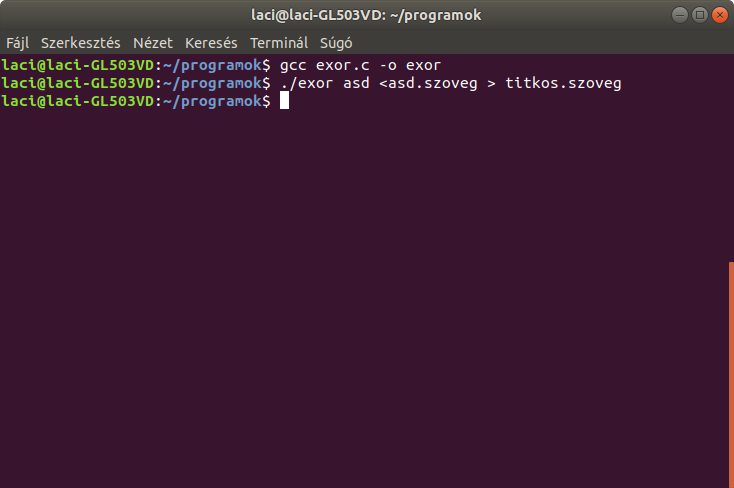 laci@laci-GL503VD: ~/programok
Fájl Szerkesztés Nézet Keresés Terminál Súgó
laci@laci-GL503VD:~/programok$ gcc exor.c -o exor
laci@laci-GL503VD:~/programok$ ./exor asd <asd.szoveg > titkos.szoveg
laci@laci-GL503VD:~/programok$